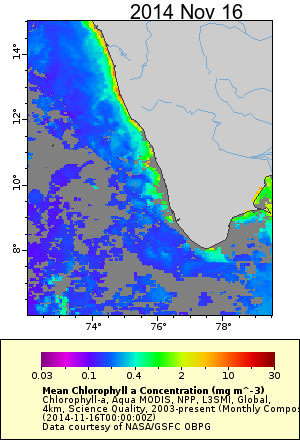 2014 Nov 16
14°
12°
10°
8°
74°
76°
78°
0.03
0.1
0.4
2
10
30
Mean Chlorophyll a Concentration (mg m^-3)
Chlorophyll-a, Aqua MODIS, NPP, L3SMI, Global,
4km, Science Quality, 2003-present (Monthly Compos
(2014-11-16T00:00:00Z)
Data courtesy of NASA/GSFC OBPG